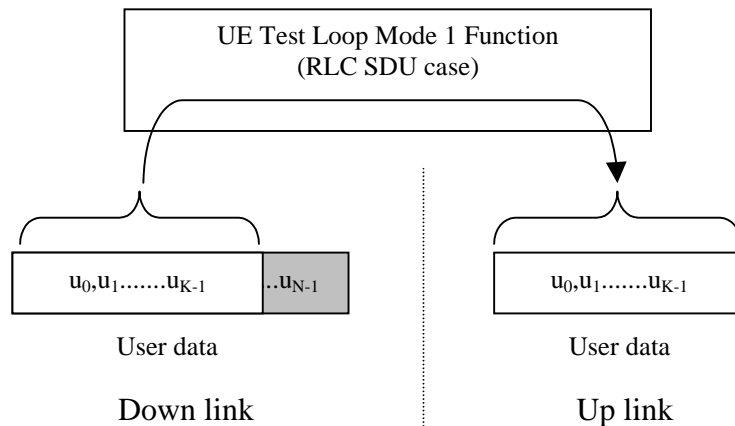 UE Test Loop Mode 1 Function
(RLC SDU case)
u0,u1.......uK-1 ...uN-1
u0,u1.......uK-1
User data
User data
Down link
Up link